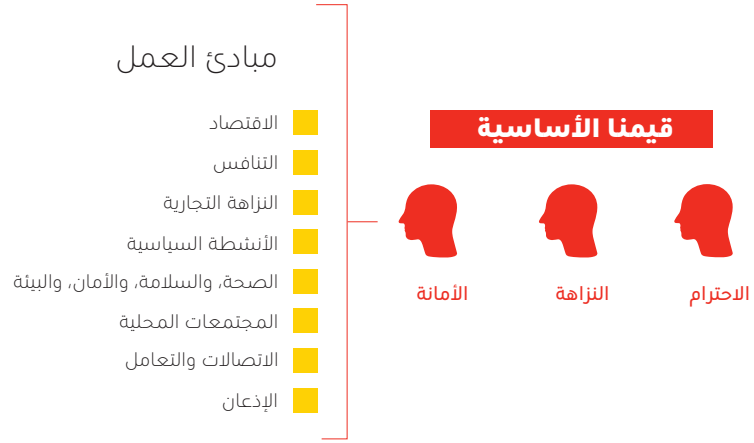 قيمنا الأساسية
الاحترام
النزاهة
الأمانة
مبادئ العمل
الاقتصاد
التنافس
النزاهة التجارية
الأنشطة السياسية
الصحة، والسلامة، والأمان، والبيئة
المجتمعات المحلية
الاتصالات والتعامل
الإذعان